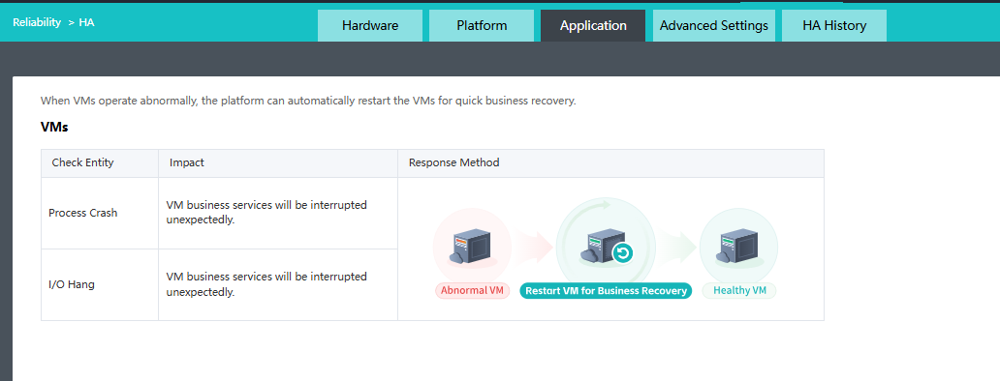 Reliability > HA
Hardware
Platform
Application
Advanced Settings
HA History
When VMs operate abnormally, the platform can automatically restart the VMs for quick business recovery.
VMs
Check Entity
Impact
Response Method
Process Crash
VM business services will be interrupted
unexpectedly.
I/O Hang
VM business services will be interrupted
unexpectedly.
Abnormal VM
Restart VM for Business Recovery
Healthy VM